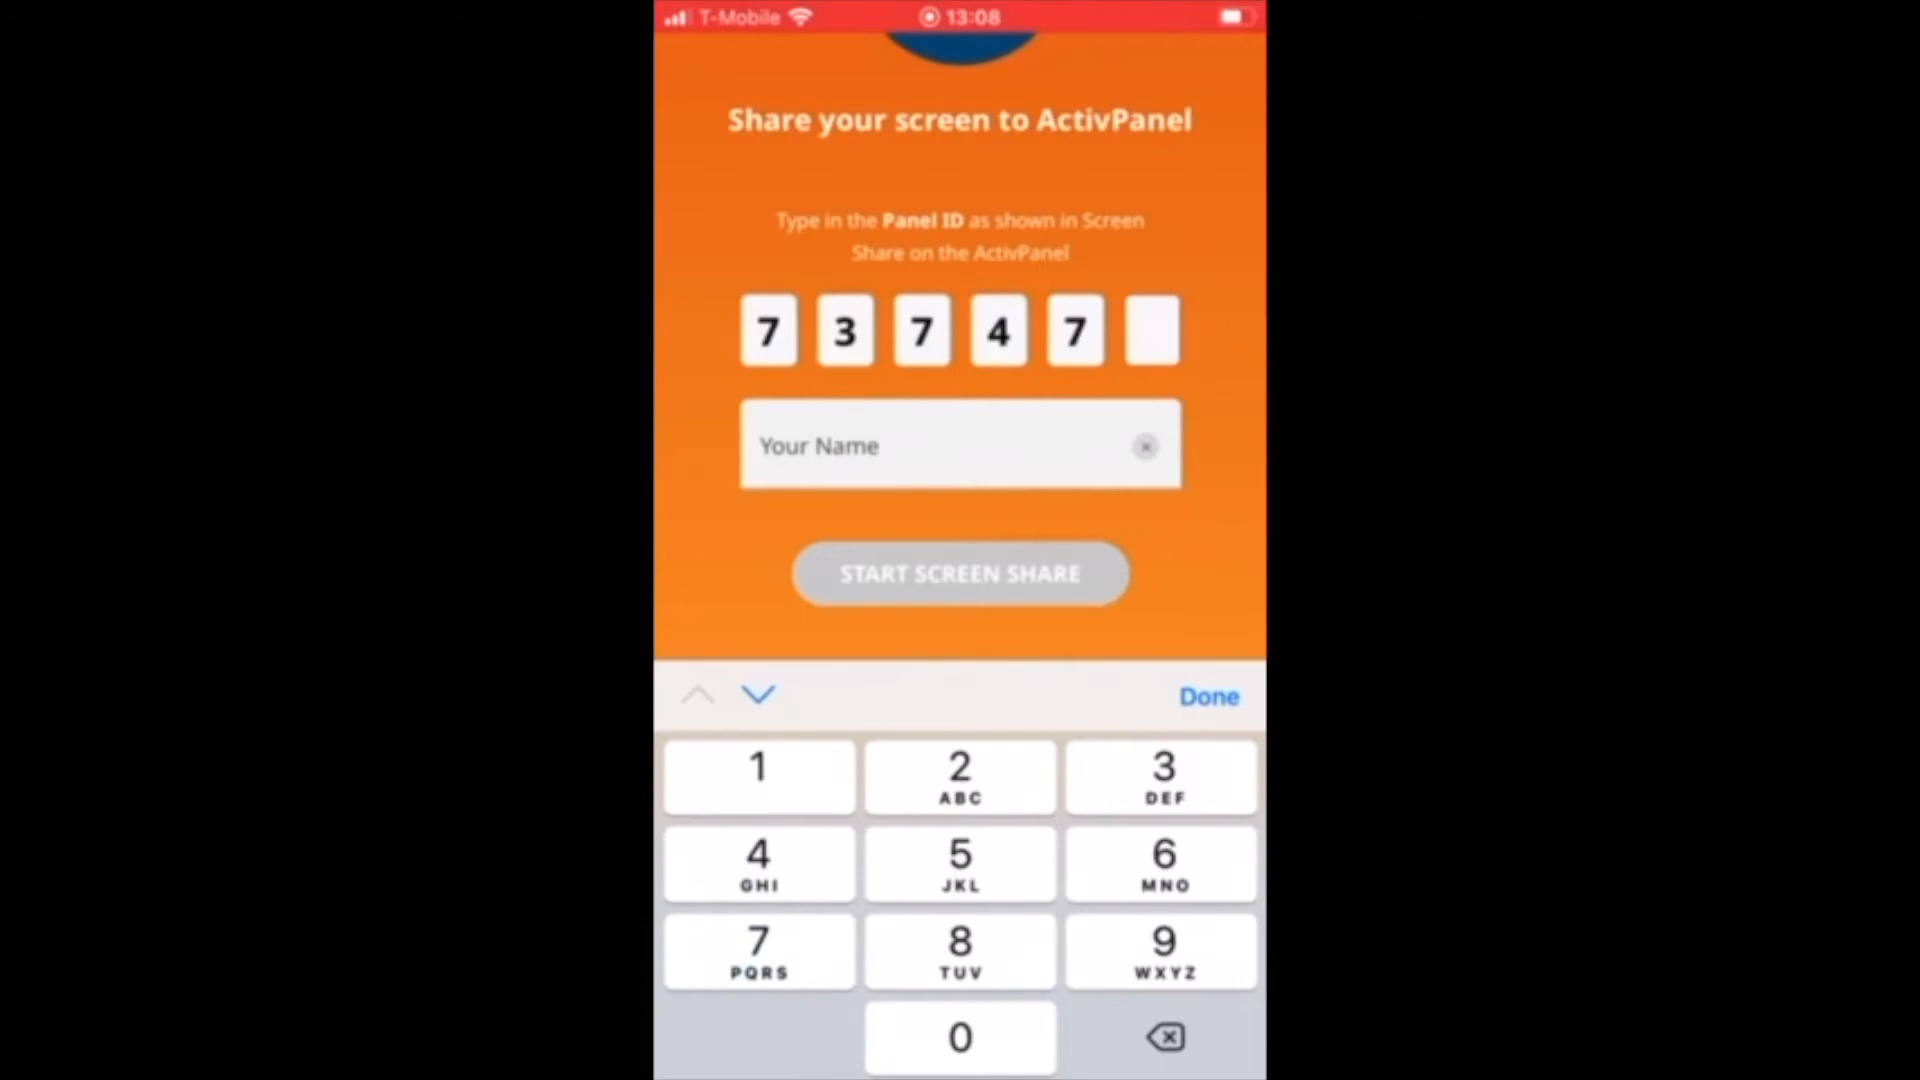 T-Mobile 13:08
Share your screen to ActivPanel
Type in the Panel ID as shown in Screen
Share on the ActivPanel
7 3 7 4 7
Your Name
START SCREEN SHARE
Done
1 2 3
ABC DEF
4 5 6
GHI JKL MNO
7 8 9
PQRS TUV WXYZ
0